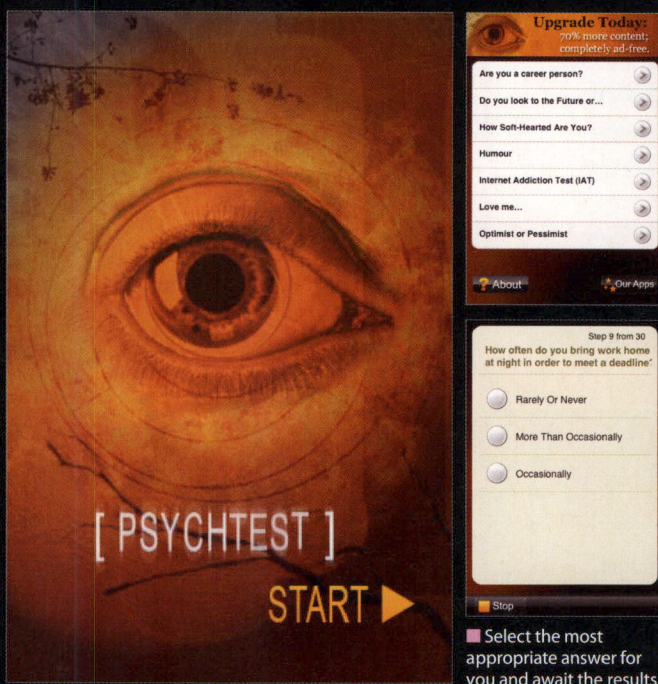 [ PSYCHTEST ]
START
Upgrade Today:
70% more content;
completely ad-free.
Are you a career person?
Do you look to the Future or...
How Soft-Hearted Are You?
Humour
Internet Addiction Test (IAT)
Love me...
Optimist or Pessimist
? About
Our Apps
Step 9 from 30
How often do you bring work home
at night in order to meet a deadline
Rarely Or Never
More Than Occasionally
Occasionally
Stop
Select the most
appropriate answer for
you and await the results